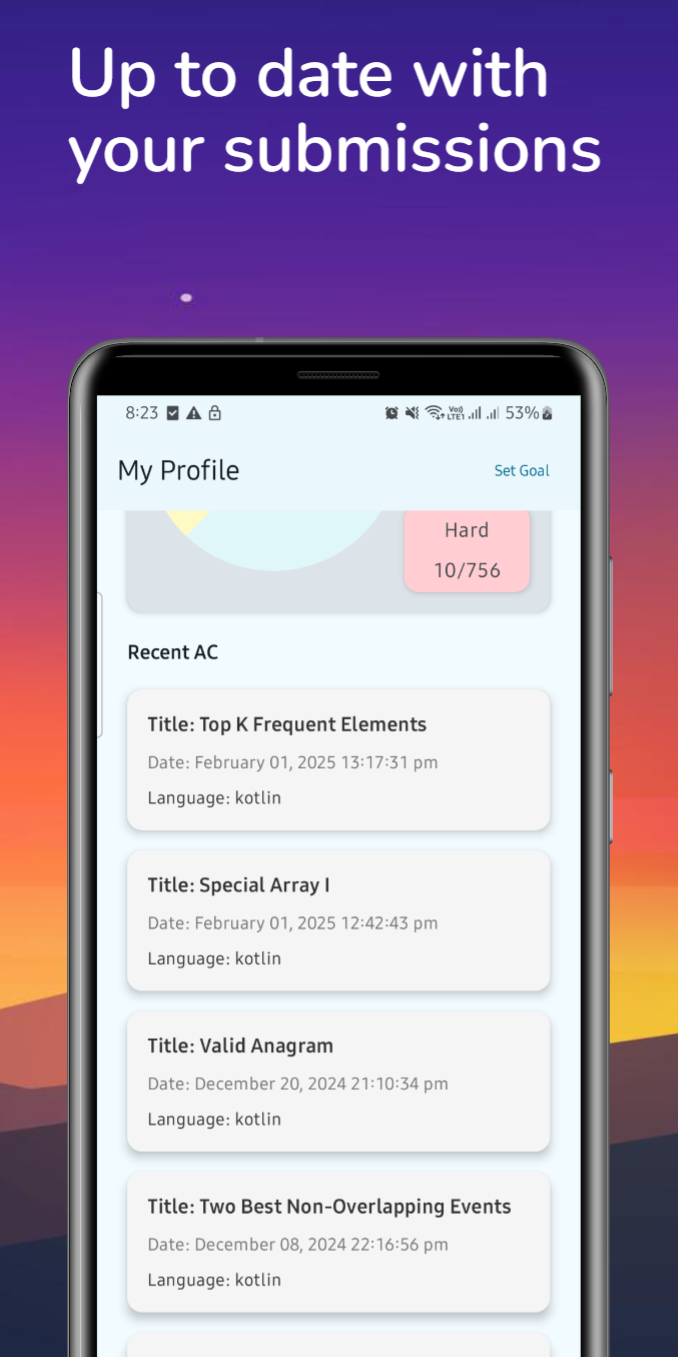 Up to date with
your submissions
8:23
53%
My Profile
Set Goal
Hard
10/756
Recent AC
Title: Top K Frequent Elements
Date: February 01, 2025 13:17:31 pm
Language: kotlin
Title: Special Array I
Date: February 01, 2025 12:42:43 pm
Language: kotlin
Title: Valid Anagram
Date: December 20, 2024 21:10:34 pm
Language: kotlin
Title: Two Best Non-Overlapping Events
Date: December 08, 2024 22:16:56 pm
Language: kotlin